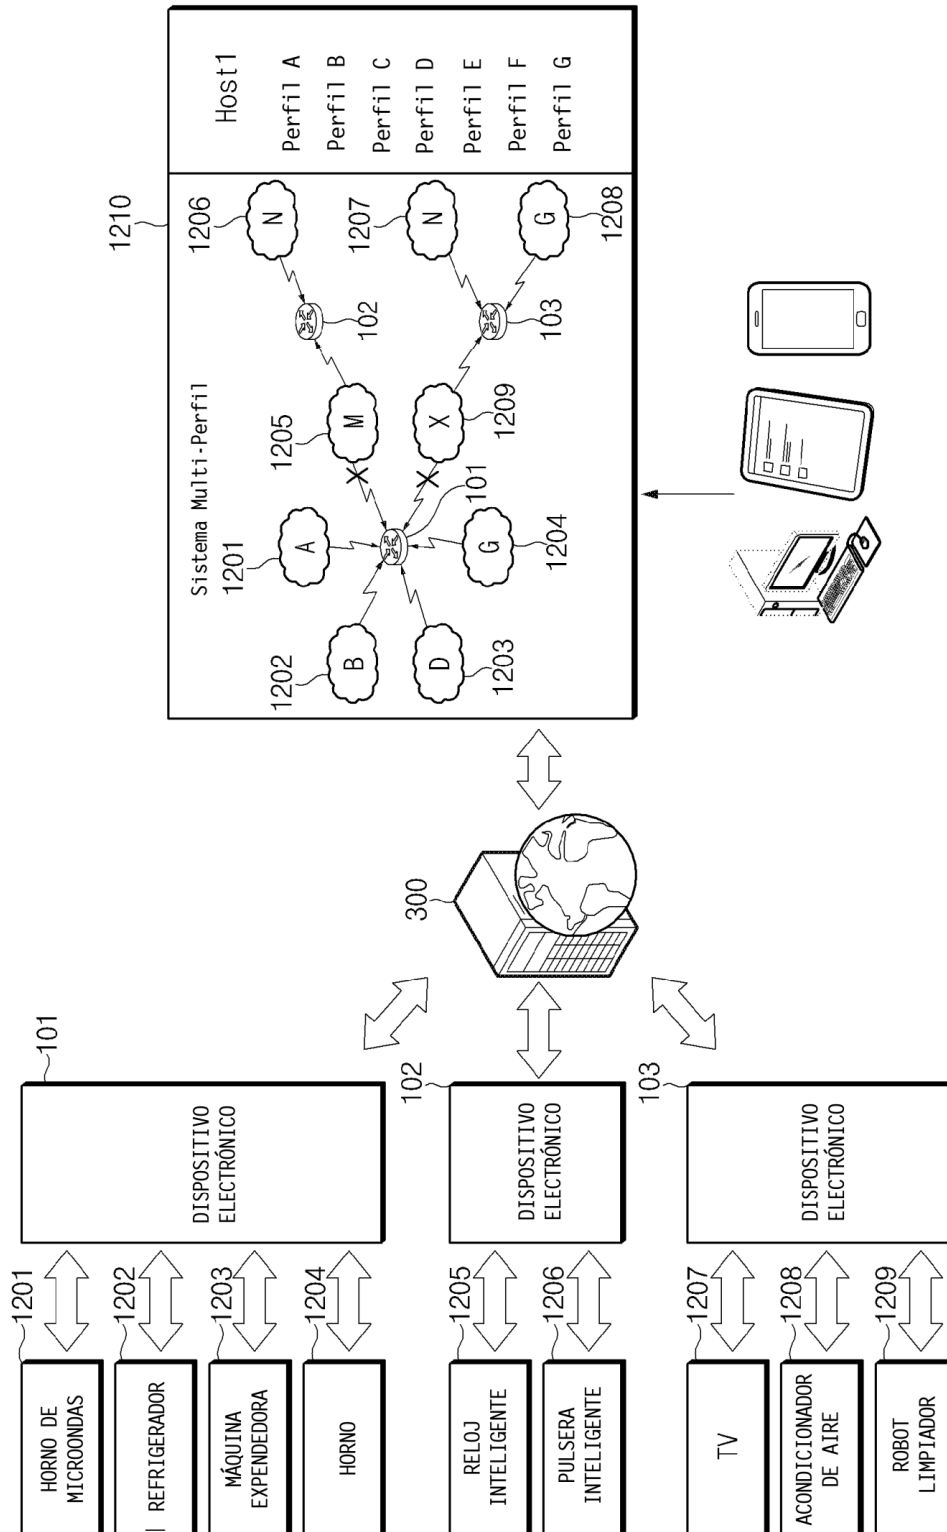 1201
HORNO DE
MICROONDAS
1202
| REFRIGERADOR
1203
MÁQUINA
EXPENDEDORA
1204
HORNO
1205
RELOJ
INTELIGENTE
1206
PULSERA
INTELIGENTE
1207
TV
1208
ACONDICIONADOR
DE AIRE
1209
ROBOT
LIMPIADOR
101
DISPOSITIVO
ELECTRÓNICO
102
DISPOSITIVO
ELECTRÓNICO
103
DISPOSITIVO
ELECTRÓNICO
300
1210
Sistema Multi-Perfil
1201
A
1202
B
1203
D
1204
G
101
1205
M
1209
X
102
103
1206
N
1207
N
1208
G
Host1
Perfil A
Perfil B
Perfil C
Perfil D
Perfil E
Perfil F
Perfil G